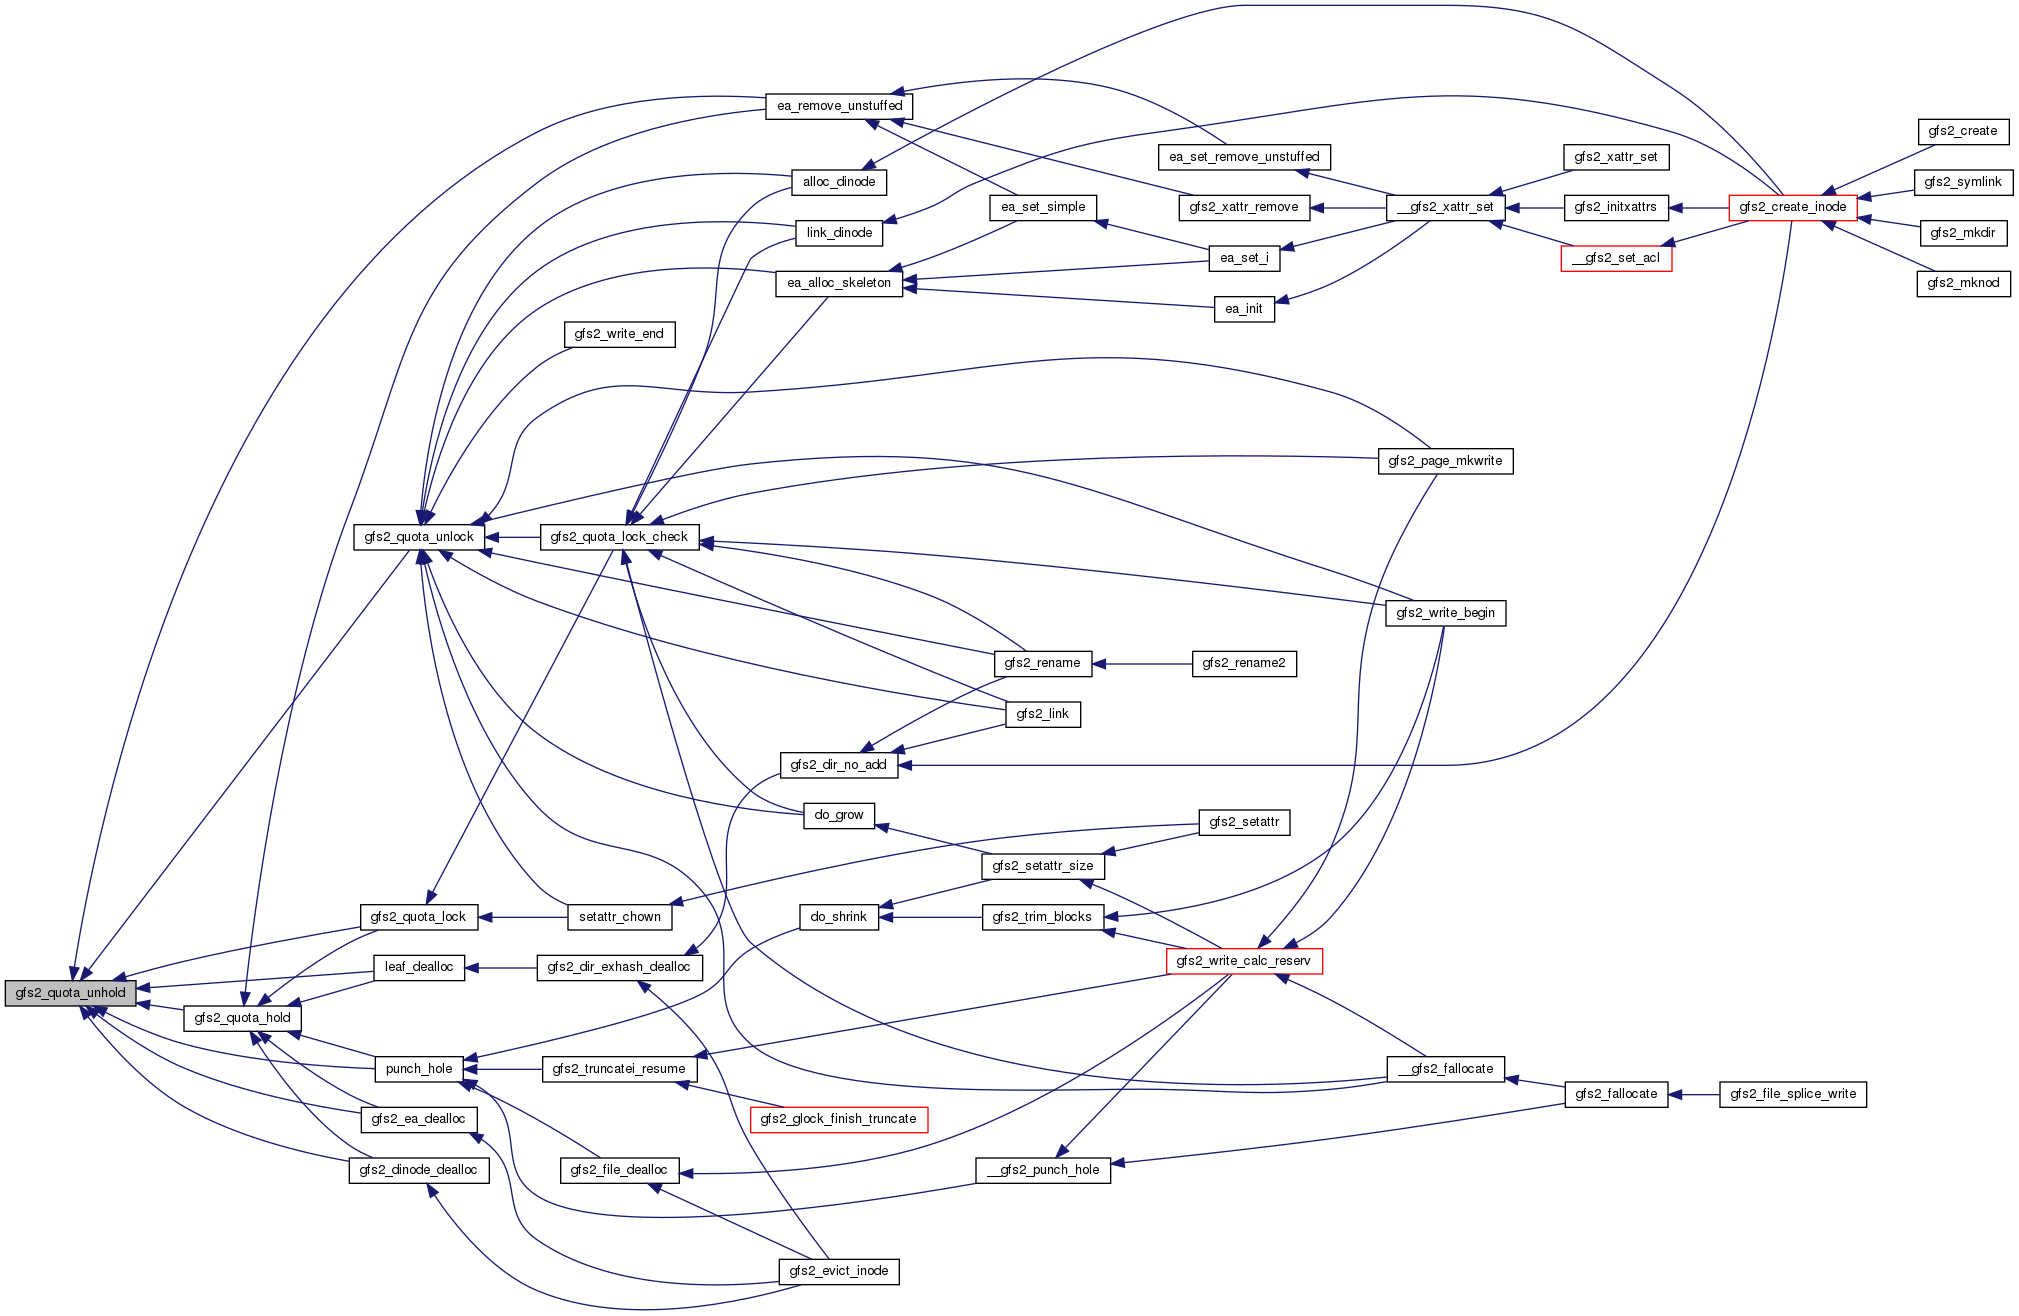 gfs2_quota_unhold
ea_remove_unstuffed
alloc_dinode
link_dinode
ea_alloc_skeleton
gfs2_write_end
gfs2_quota_unlock
gfs2_quota_lock_check
gfs2_quota_lock
setattr_chown
leaf_dealloc
gfs2_dir_exhash_dealloc
gfs2_quota_hold
punch_hole
gfs2_truncatei_resume
gfs2_ea_dealloc
gfs2_glock_finish_truncate
gfs2_dinode_dealloc
gfs2_file_dealloc
gfs2_evict_inode
ea_set_remove_unstuffed
ea_set_simple
gfs2_xattr_remove
ea_set_i
ea_init
__gfs2_xattr_set
gfs2_xattr_set
gfs2_initxattrs
__gfs2_set_acl
gfs2_create_inode
gfs2_create
gfs2_symlink
gfs2_mkdir
gfs2_mknod
gfs2_page_mkwrite
gfs2_write_begin
gfs2_rename
gfs2_rename2
gfs2_link
gfs2_dir_no_add
do_grow
gfs2_setattr
gfs2_setattr_size
do_shrink
gfs2_trim_blocks
gfs2_write_calc_reserv
__gfs2_fallocate
gfs2_fallocate
gfs2_file_splice_write
__gfs2_punch_hole